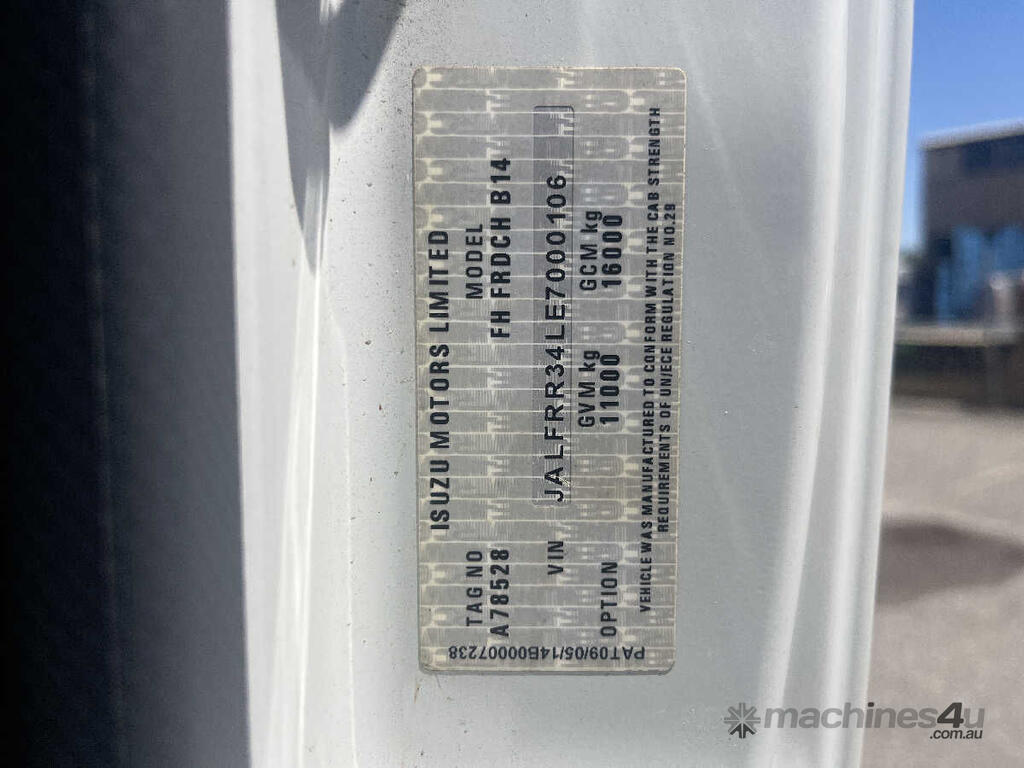 ISUZU MOTORS LIMITED
TAG NO MODEL
A78528 FH FRDCH B14
VIN JALFRR34LE7000106
GVM kg GCM kg
OPTION 11000 16000
VEHICLE WAS MANUFACTURED TO CONFORM WITH THE CAB STRENGTH
REQUIREMENTS OF UN/ECE REGULATION NO.29
PAT09/05/14B00007238
machines4u
.com.au